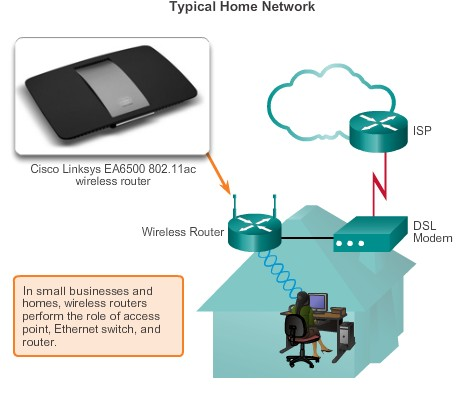 Typical Home Network
Cisco Linksys EA6500 802.11ac
wireless router
ISP
Wireless Router
DSL
Modem
In small businesses and
homes, wireless routers
perform the role of access
point, Ethernet switch, and
router.